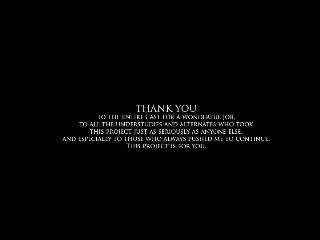 THANK YOU
TO THE ENTIRE CAST FOR A WONDERFUL JOB,
TO ALL THE UNDERSTUDIES AND ALTERNATES WHO TOOK
THIS PROJECT JUST AS SERIOUSLY AS ANYONE ELSE,
AND ESPECIALLY TO THOSE WHO ALWAYS PUSHED ME TO CONTINUE.
THIS PROJECT IS FOR YOU.